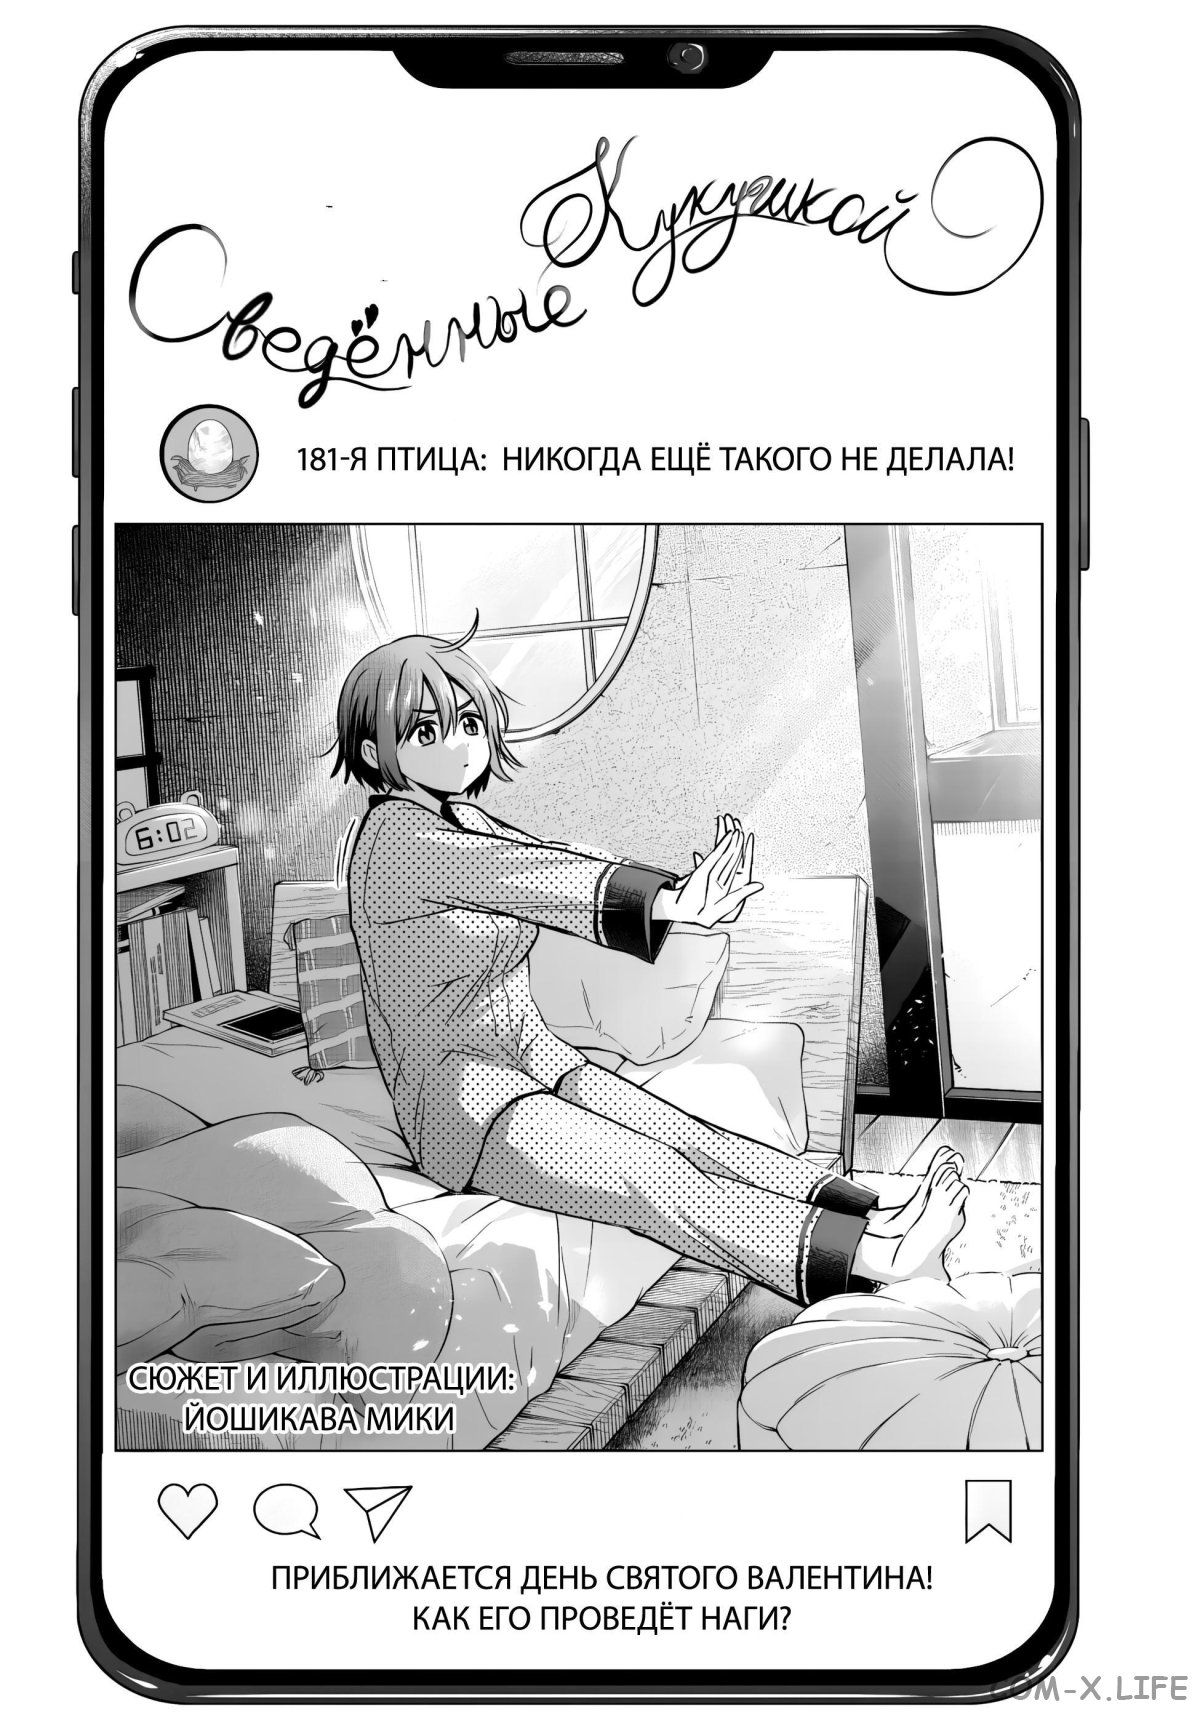 Сведённые
Кукушкой
181-Я ПТИЦА: НИКОГДА ЕЩЁ ТАКОГО НЕ ДЕЛАЛА!
6:02
СЮЖЕТ И ИЛЛЮСТРАЦИИ:
ЙОШИКАВА МИКИ
ПРИБЛИЖАЕТСЯ ДЕНЬ СВЯТОГО ВАЛЕНТИНА!
КАК ЕГО ПРОВЕДЁТ НАГИ?
COM-X.LIFE